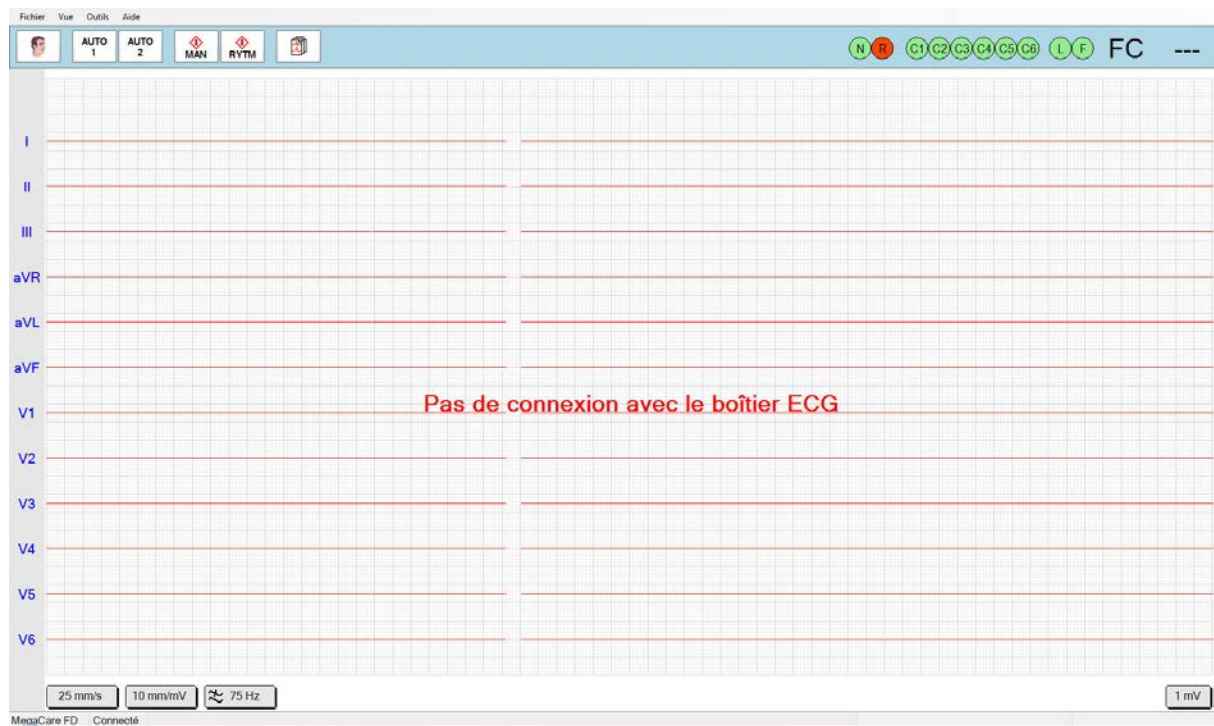 Fichier Vue Outils Aide
AUTO 1 AUTO 2 MAN RYTM N R C1 C2 C3 C4 C5 C6 L F FC ---
I
II
III
aVR
aVL
aVF
Pas de connexion avec le boîtier ECG
V1
V2
V3
V4
V5
V6
25 mm/s 10 mm/mV 75 Hz 1 mV
MegaCare FD Connecté